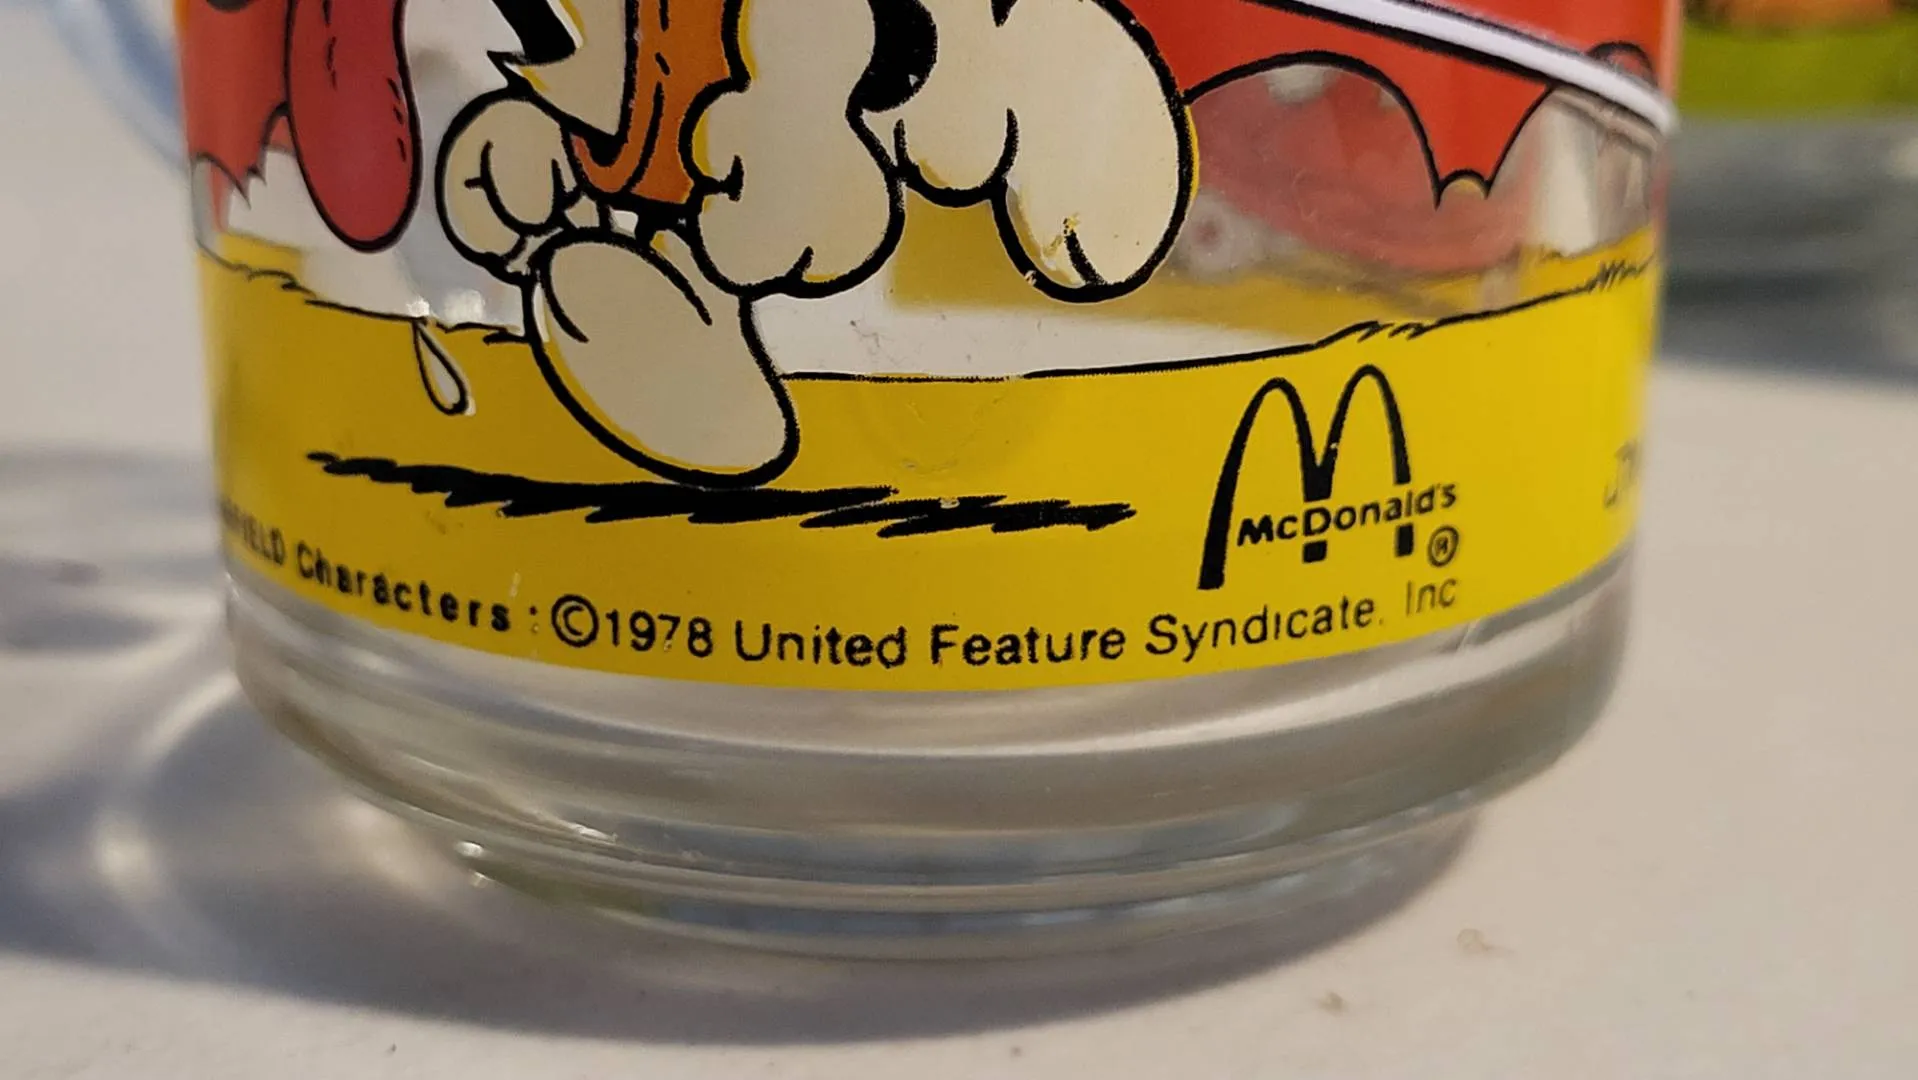 McDonald's
®
Characters: ©1978 United Feature Syndicate. Inc